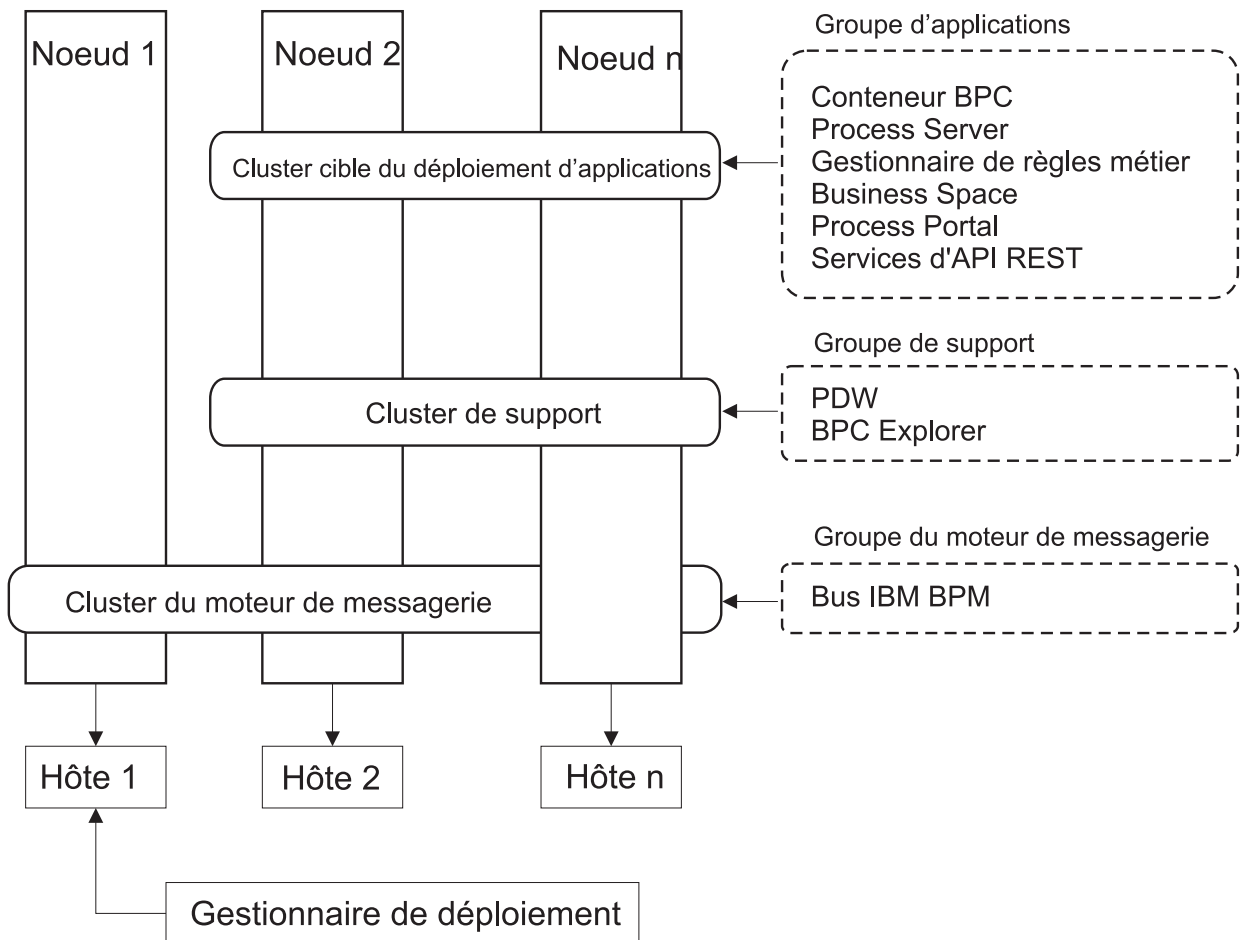 Noeud 1
Noeud 2
Noeud n
Groupe d’applications
Conteneur BPC
Process Server
Gestionnaire de règles métier
Business Space
Process Portal
Services d'API REST
Cluster cible du déploiement d’applications
Groupe de support
PDW
BPC Explorer
Cluster de support
Groupe du moteur de messagerie
Bus IBM BPM
Cluster du moteur de messagerie
Hôte 1
Hôte 2
Hôte n
Gestionnaire de déploiement